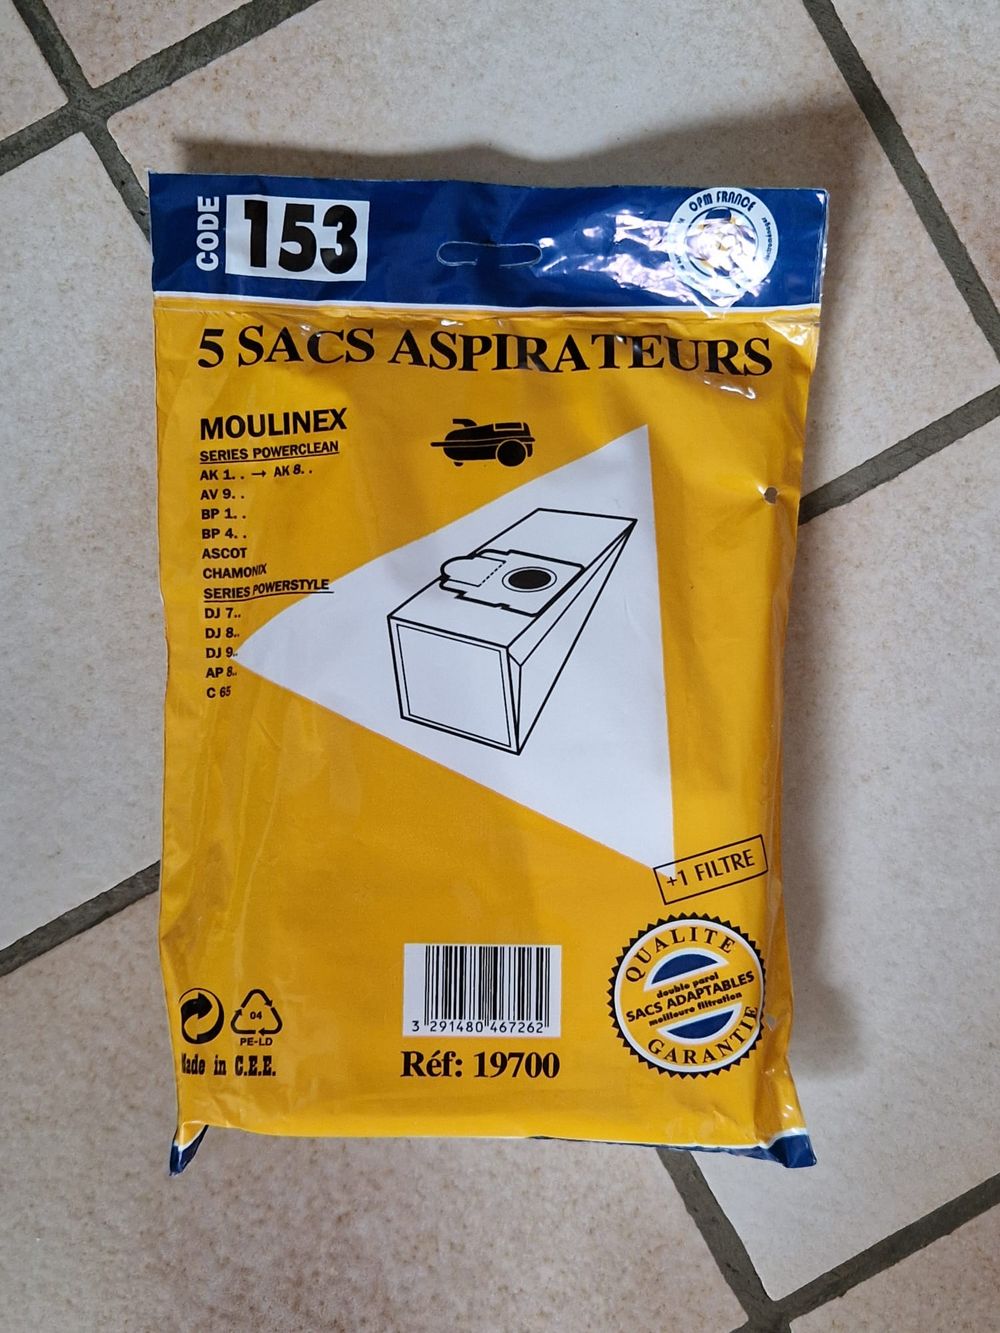 CODE
153
OPM FRANCE
5 SACS ASPIRATEURS
MOULINEX
SERIES POWERCLEAN
AK 1. . → AK 8. .
AV 9. .
BP 1. .
BP 4. .
ASCOT
CHAMONIX
SERIES POWERSTYLE
DJ 7..
DJ 8..
DJ 9..
AP 8..
C 65
+1 FILTRE
QUALITE
double paroi
SACS ADAPTABLES
meilleure filtration
GARANTIE
04
PE-LD
Made in C.E.E.
3 291480 467262
Réf: 19700